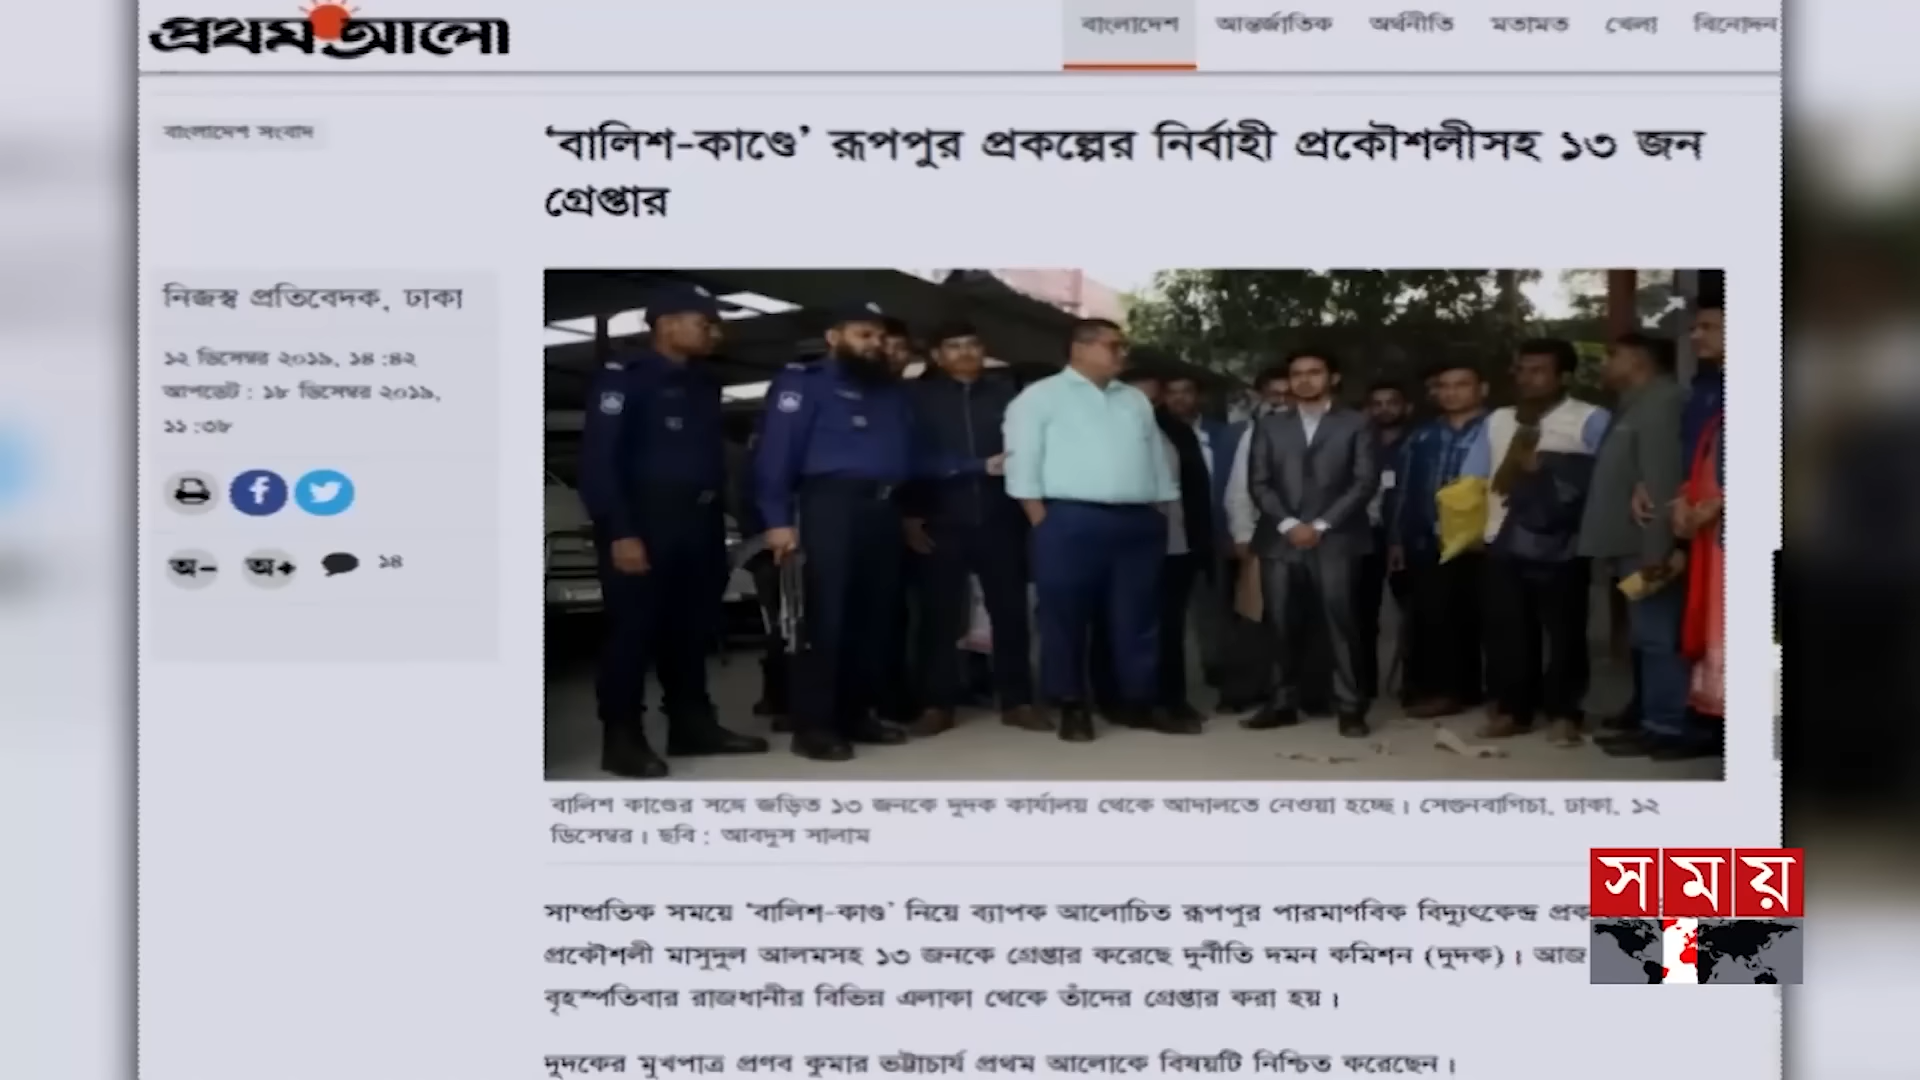 প্রথম আলো
বাংলাদেশ আন্তর্জাতিক অর্থনীতি মতামত খেলা বিনোদন
বাংলাদেশ সংবাদ
‘বালিশ-কাণ্ডে’ রূপপুর প্রকল্পের নির্বাহী প্রকৌশলীসহ ১৩ জন
গ্রেপ্তার
নিজস্ব প্রতিবেদক, ঢাকা
১২ ডিসেম্বর ২০১৯, ১৪:৪২
আপডেট: ১৮ ডিসেম্বর ২০১৯,
১১:৩৮
অ- অ+ ১৪
বালিশ কাণ্ডের সঙ্গে জড়িত ১৩ জনকে দুদক কার্যালয় থেকে আদালতে নেওয়া হচ্ছে। সেগুনবাগিচা, ঢাকা, ১২
ডিসেম্বর। ছবি: আবদুস সালাম
সাম্প্রতিক সময়ে ‘বালিশ-কাণ্ড’ নিয়ে ব্যাপক আলোচিত রূপপুর পারমাণবিক বিদ্যুৎকেন্দ্র প্রক
প্রকৌশলী মাসুদুল আলমসহ ১৩ জনকে গ্রেপ্তার করেছে দুর্নীতি দমন কমিশন (দুদক)। আজ
বৃহস্পতিবার রাজধানীর বিভিন্ন এলাকা থেকে তাঁদের গ্রেপ্তার করা হয়।
দুদকের মুখপাত্র প্রণব কুমার ভট্টাচার্য প্রথম আলোকে বিষয়টি নিশ্চিত করেছেন।
সময়